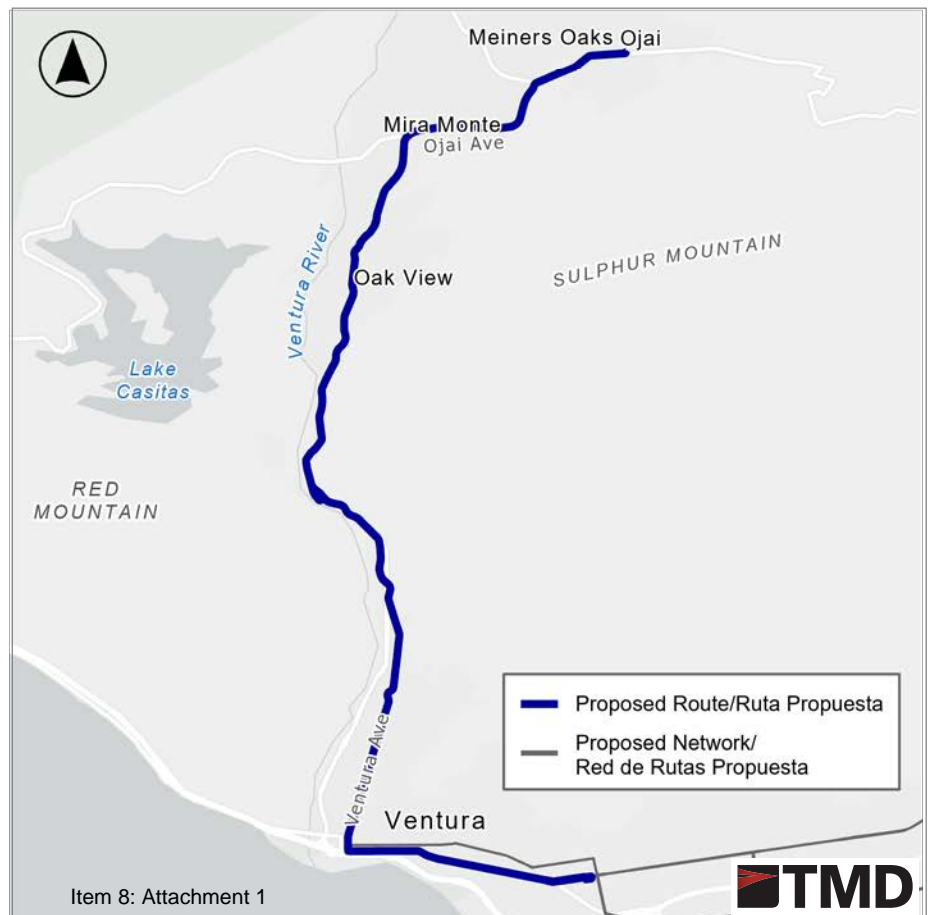 Meiners Oaks Ojai
Mira Monte
Ojai Ave
SULPHUR MOUNTAIN
Ventura River
Oak View
Lake
Casitas
RED
MOUNTAIN
Proposed Route/Ruta Propuesta
Proposed Network/
Red de Rutas Propuesta
Ventura Ave
Ventura
Item 8: Attachment 1
TMD